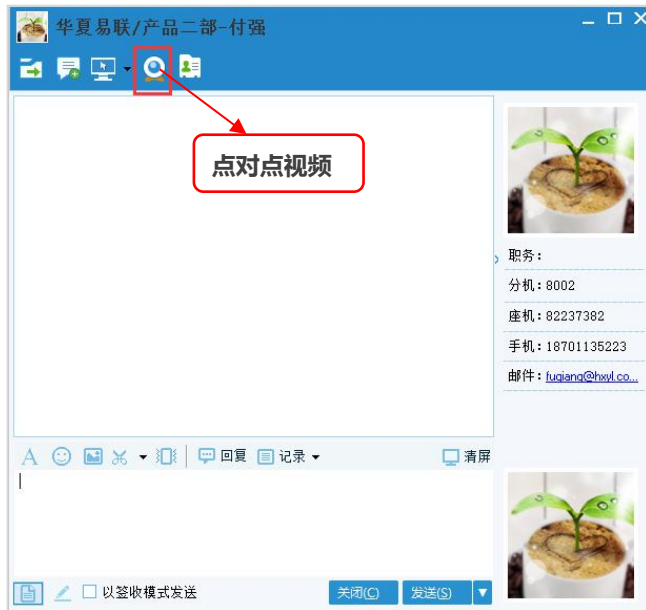 华夏易联/产品二部-付强
点对点视频
职务:
分机:8002
座机:82237382
手机:18701135223
邮件:fuqiang@hxyl.co...
A 回复 记录 清屏
以签收模式发送 关闭(C) 发送(S)